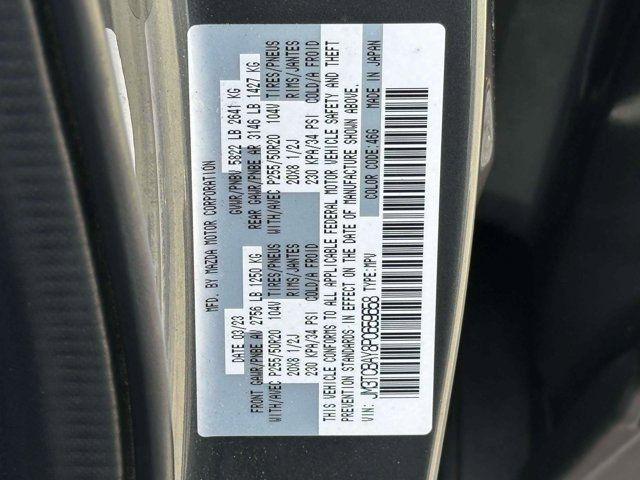 MFD. BY MAZDA MOTOR CORPORATION
DATE 03/23 GVWR/PNBV 5822 LB 2641 KG
FRONT GAWR/PNBE AV 2756 LB 1250 KG REAR GAWR/PNBE AR 3146 LB 1427 KG
WITH/AVEC P255/50R20 104V TIRES/PNEUS WITH/AVEC P255/50R20 104V TIRES/PNEUS
20X8 1/2J RIMS/JANTES 20X8 1/2J RIMS/JANTES
230 KPA/34 PSI COLD/A FROID 230 KPA/34 PSI COLD/A FROID
THIS VEHICLE CONFORMS TO ALL APPLICABLE FEDERAL MOTOR VEHICLE SAFETY AND THEFT
PREVENTION STANDARDS IN EFFECT ON THE DATE OF MANUFACTURE SHOWN ABOVE.
VIN: TYPE:MPV COLOR CODE:46G MADE IN JAPAN